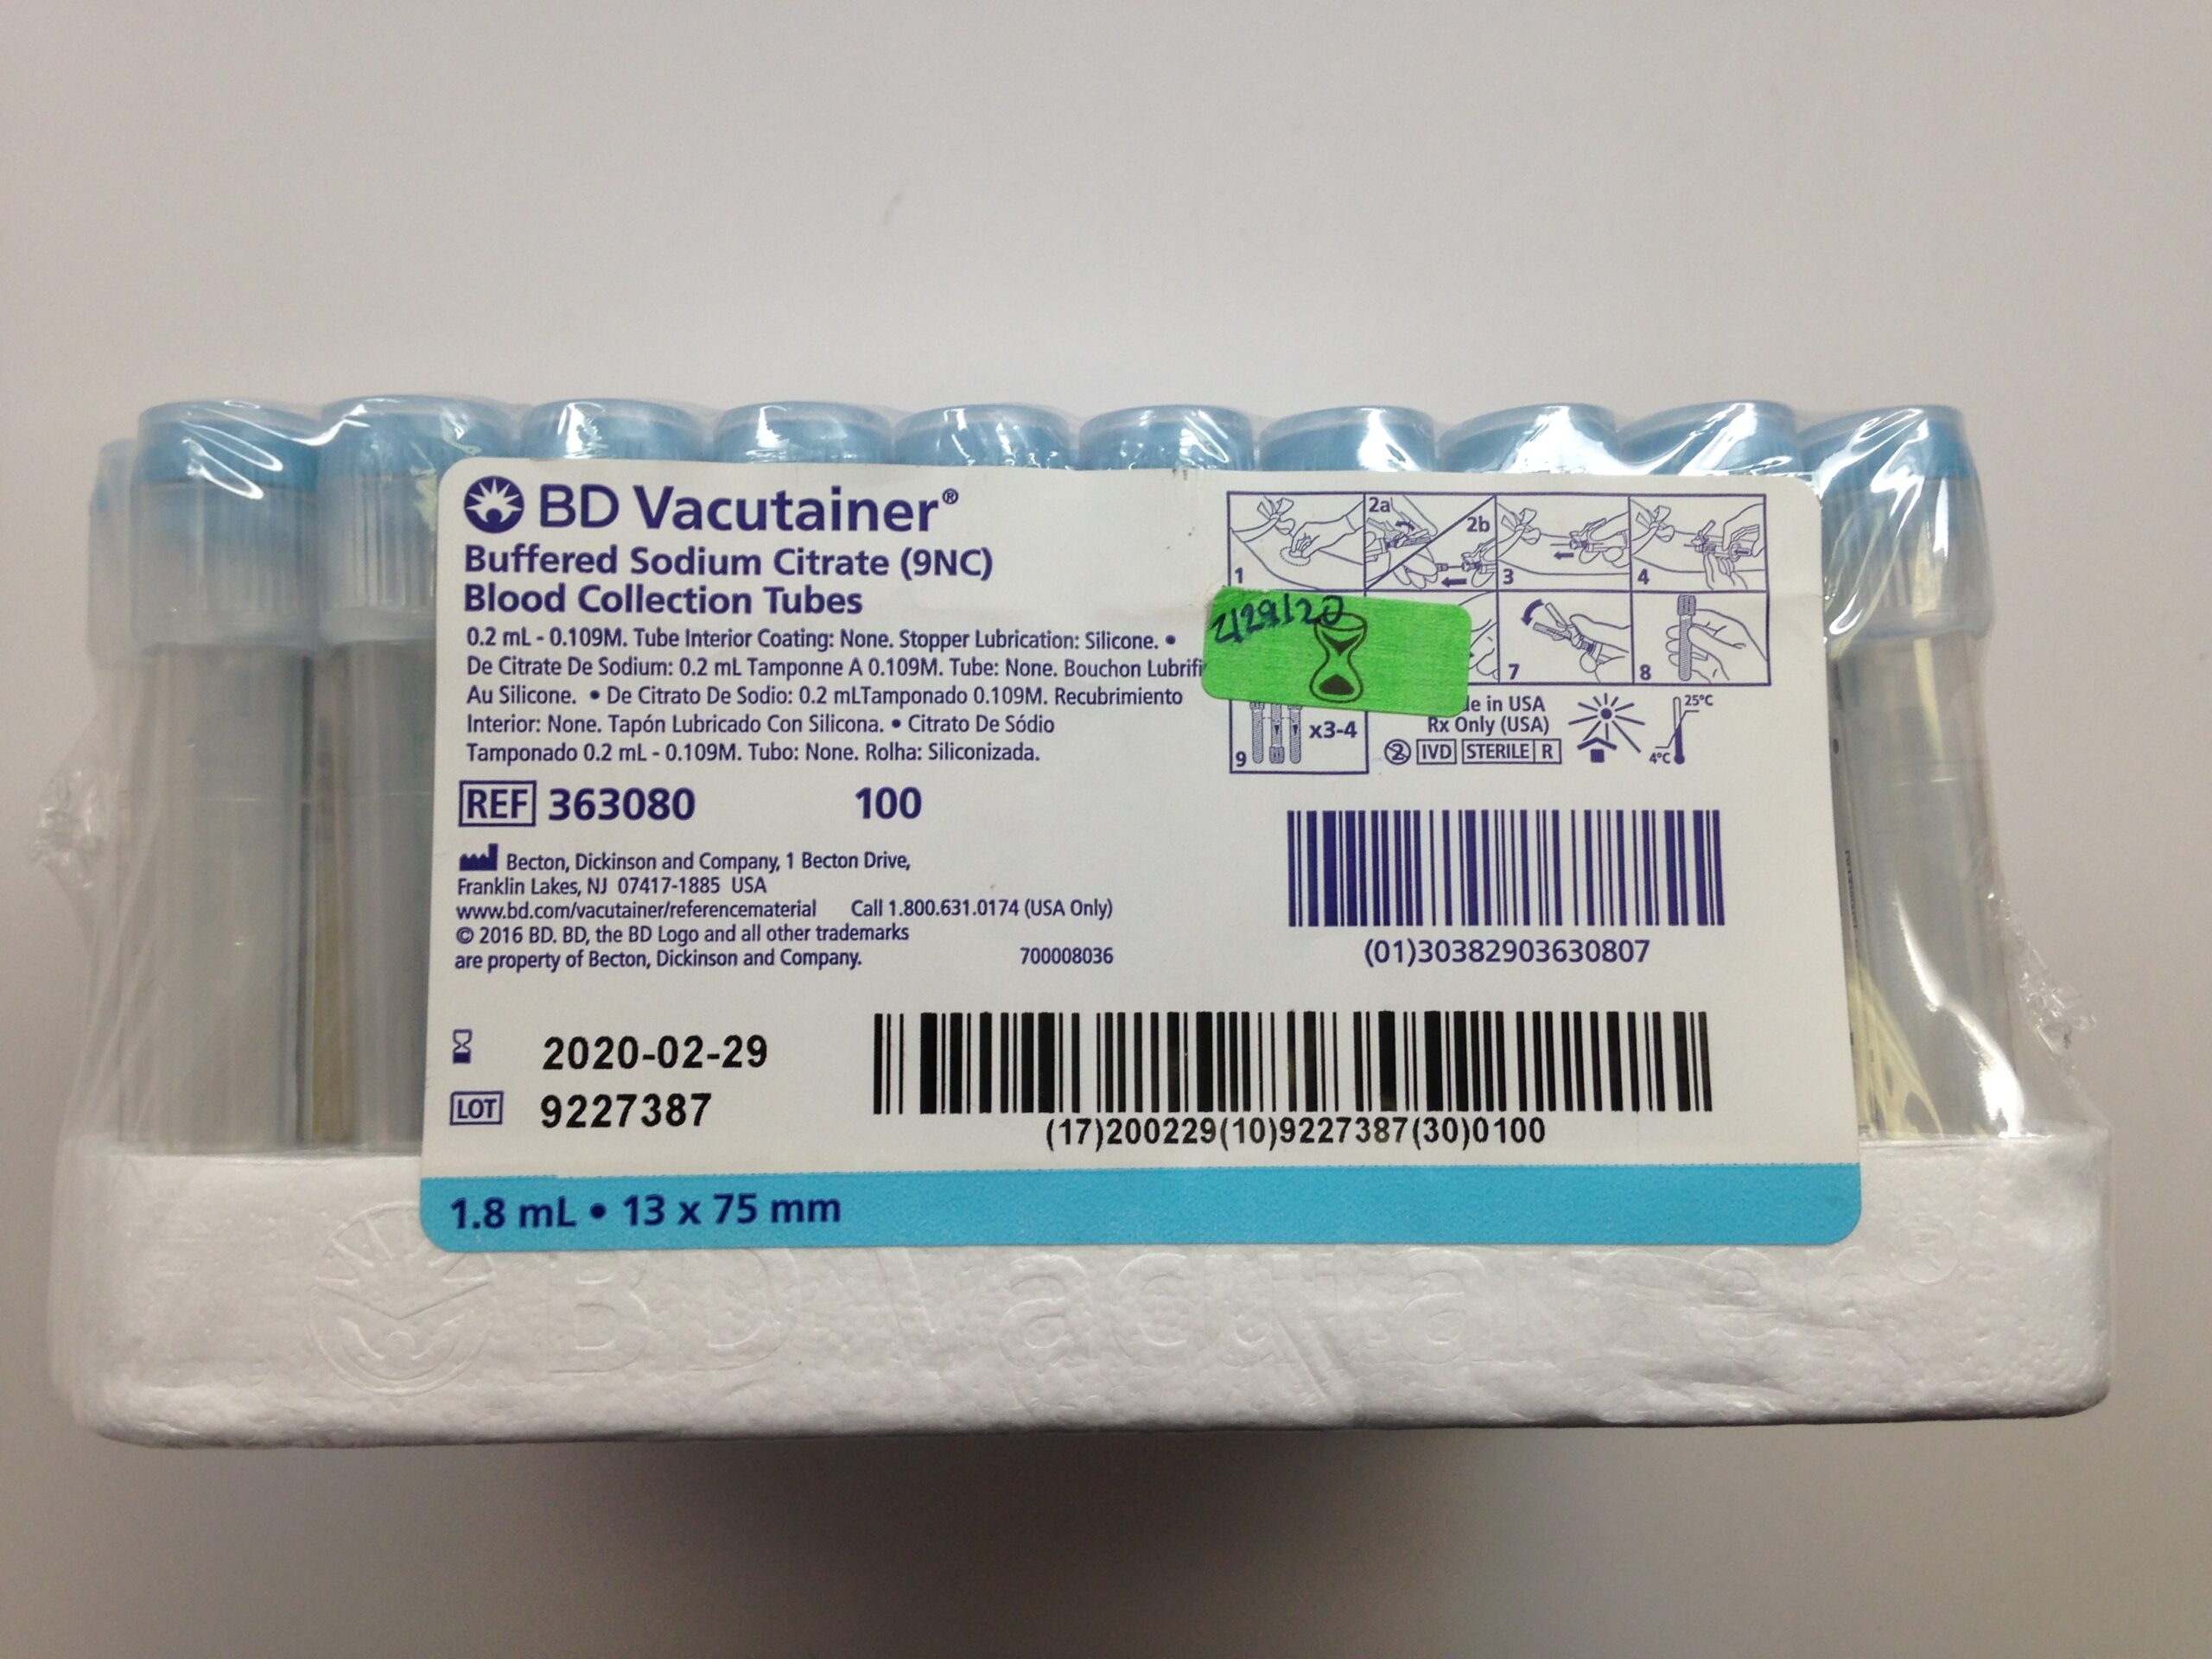 BD Vacutainer®
Buffered Sodium Citrate (9NC)
Blood Collection Tubes
0.2 mL - 0.109M. Tube Interior Coating: None. Stopper Lubrication: Silicone. •
De Citrate De Sodium: 0.2 mL Tamponne A 0.109M. Tube: None. Bouchon Lubrifi
Au Silicone. • De Citrato De Sodio: 0.2 mLTamponado 0.109M. Recubrimiento
Interior: None. Tapón Lubricado Con Silicona. • Citrato De Sódio
Tamponado 0.2 mL - 0.109M. Tubo: None. Rolha: Siliconizada.
REF 363080 100
Becton, Dickinson and Company, 1 Becton Drive,
Franklin Lakes, NJ 07417-1885 USA
www.bd.com/vacutainer/referencematerial Call 1.800.631.0174 (USA Only)
© 2016 BD. BD, the BD Logo and all other trademarks
are property of Becton, Dickinson and Company. 700008036
2020-02-29
LOT 9227387
1 2a 2b 3 4
7 8
9 x3-4
de in USA
Rx Only (USA)
2 IVD STERILE R
25°C
4°C
(01)30382903630807
(17)200229(10)9227387(30)0100
1.8 mL • 13 x 75 mm
BD Vacutainer®